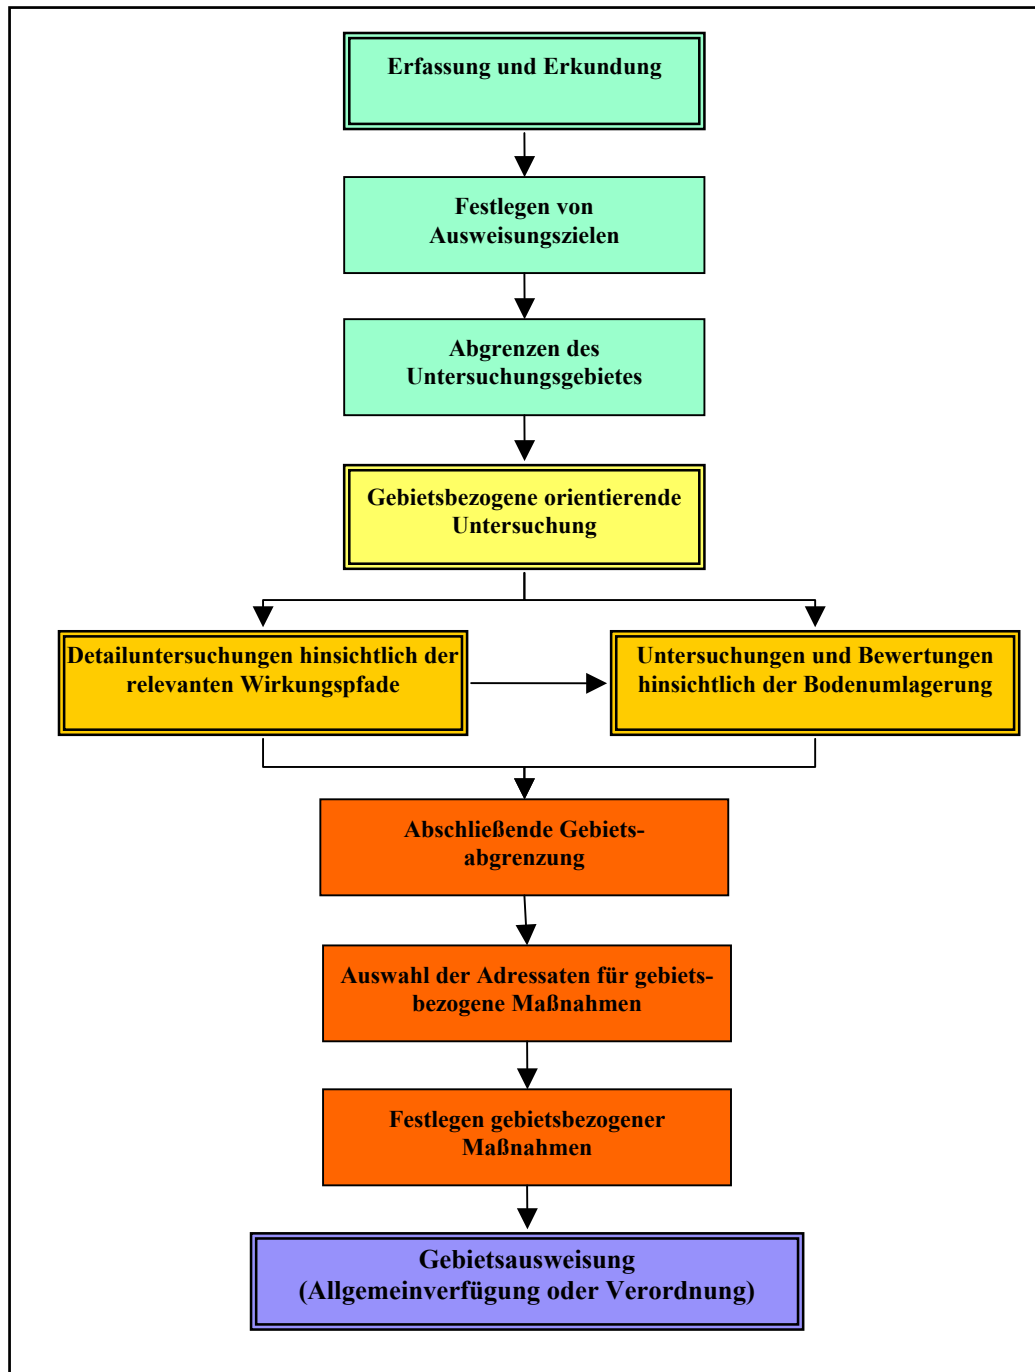 Erfassung und Erkundung
Festlegen von
Ausweisungszielen
Abgrenzen des
Untersuchungsgebietes
Gebietsbezogene orientierende
Untersuchung
Detailuntersuchungen hinsichtlich der
relevanten Wirkungspfade
Untersuchungen und Bewertungen
hinsichtlich der Bodenumlagerung
Abschließende Gebiets-
abgrenzung
Auswahl der Adressaten für gebiets-
bezogene Maßnahmen
Festlegen gebietsbezogener
Maßnahmen
Gebietsausweisung
(Allgemeinverfügung oder Verordnung)